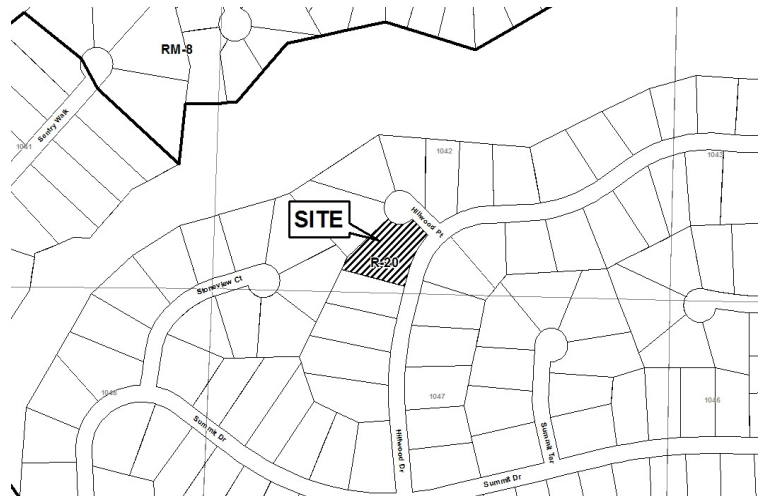 RM-8
Sentry Walk
1041
1042
1043
SITE
Hillwood Pt
R-20
Stoneview Ct
1048
1047
1046
Summit Dr
Hillwood Dr
Summit Ter
Summit Dr